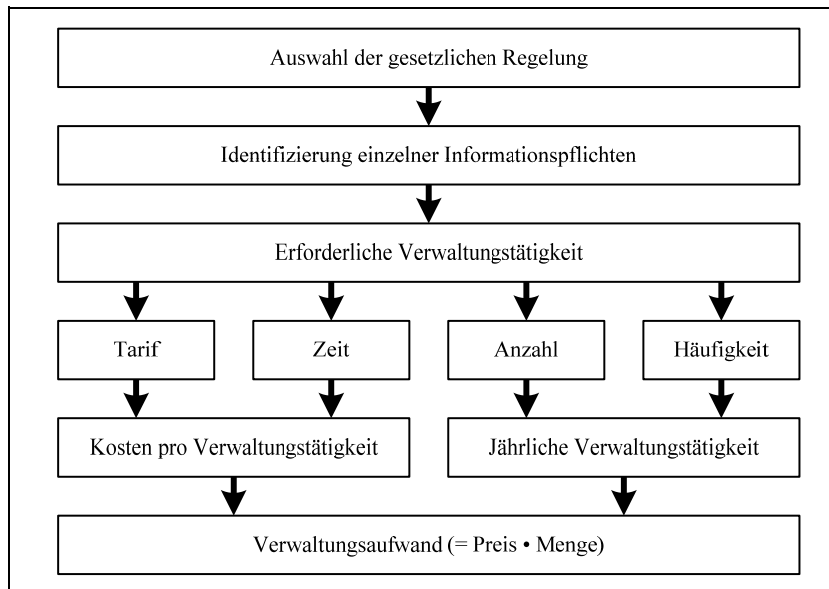 Auswahl der gesetzlichen Regelung
Identifizierung einzelner Informationspflichten
Erforderliche Verwaltungstätigkeit
Tarif
Zeit
Anzahl
Häufigkeit
Kosten pro Verwaltungstätigkeit
Jährliche Verwaltungstätigkeit
Verwaltungsaufwand (= Preis • Menge)